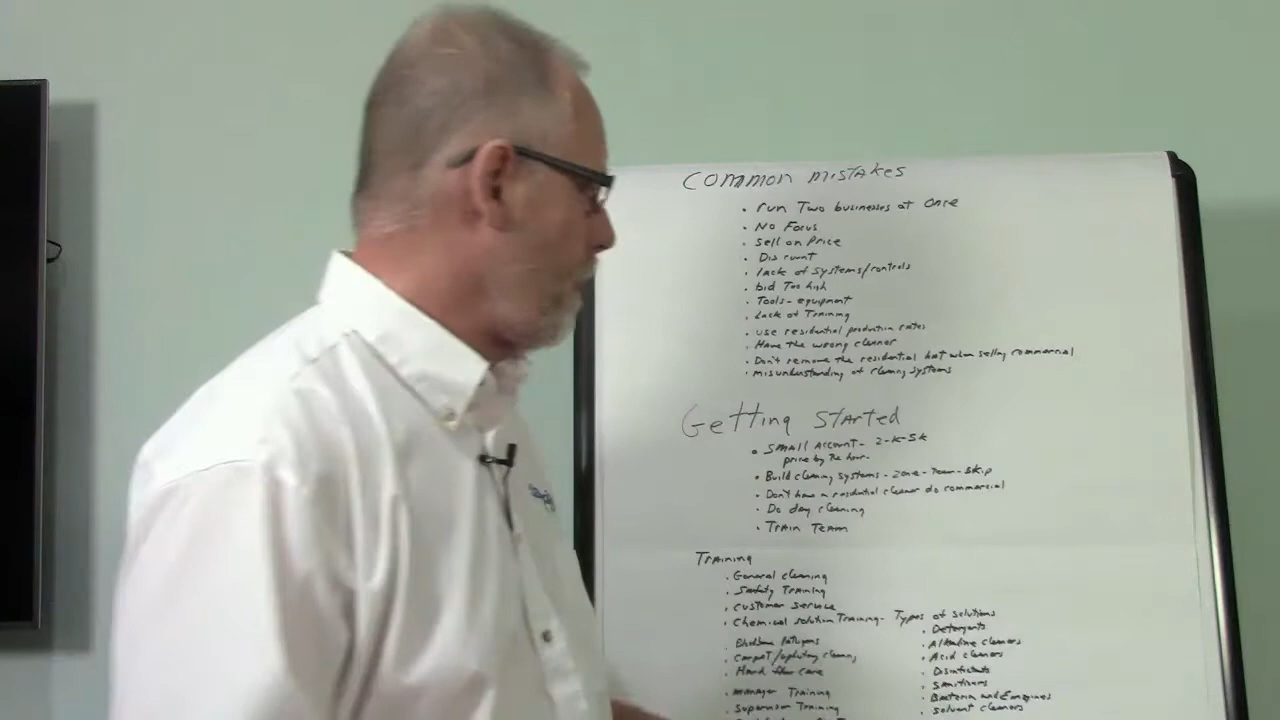 Common mistakes
• run Two businesses at Once
• No Focus
• Sell on Price
• Discount
• lack of systems/controls
• bid Too high
• Tools - equipment
• Lack of Training
• use residential production rates
• Have the wrong cleaner
• Don't remove the residential hat when selling commercial
• misunderstanding of cleaning systems
Getting Started
• SMALL Account - 2-K-5K
price by the hour -
• Build cleaning systems - zone - Team - skip
• Don't have a residential cleaner do commercial
• Do day cleaning
• Train Team
Training
• General cleaning
• Safety Training
• customer service
• Chemical solution Training - Types of solutions
• Detergents
Bloodborne Pathogens
• Alkaline cleaners
carpet/upholstery cleaning
• Acid cleaners
Hard floor care
• Disinfectants
• Sanitizers
• manager Training
• Bacteria and Enzymes
• Supervisor Training
• solvent cleaners